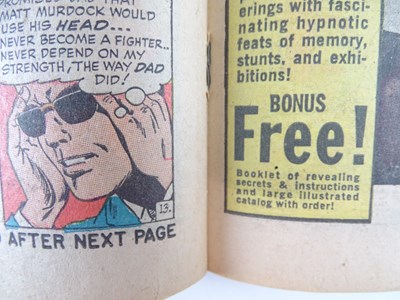 MATT MURDOCK WOULD
USE HIS HEAD...
NEVER BECOME A FIGHTER..
NEVER DEPEND ON MY
STRENGTH, THE WAY DAD
DID!
13.
AFTER NEXT PAGE
erings with fasci-
nating hypnotic
feats of memory,
stunts, and exhi-
bitions!
BONUS
Free!
Booklet of revealing
secrets & instructions
and large illustrated
catalog with order!